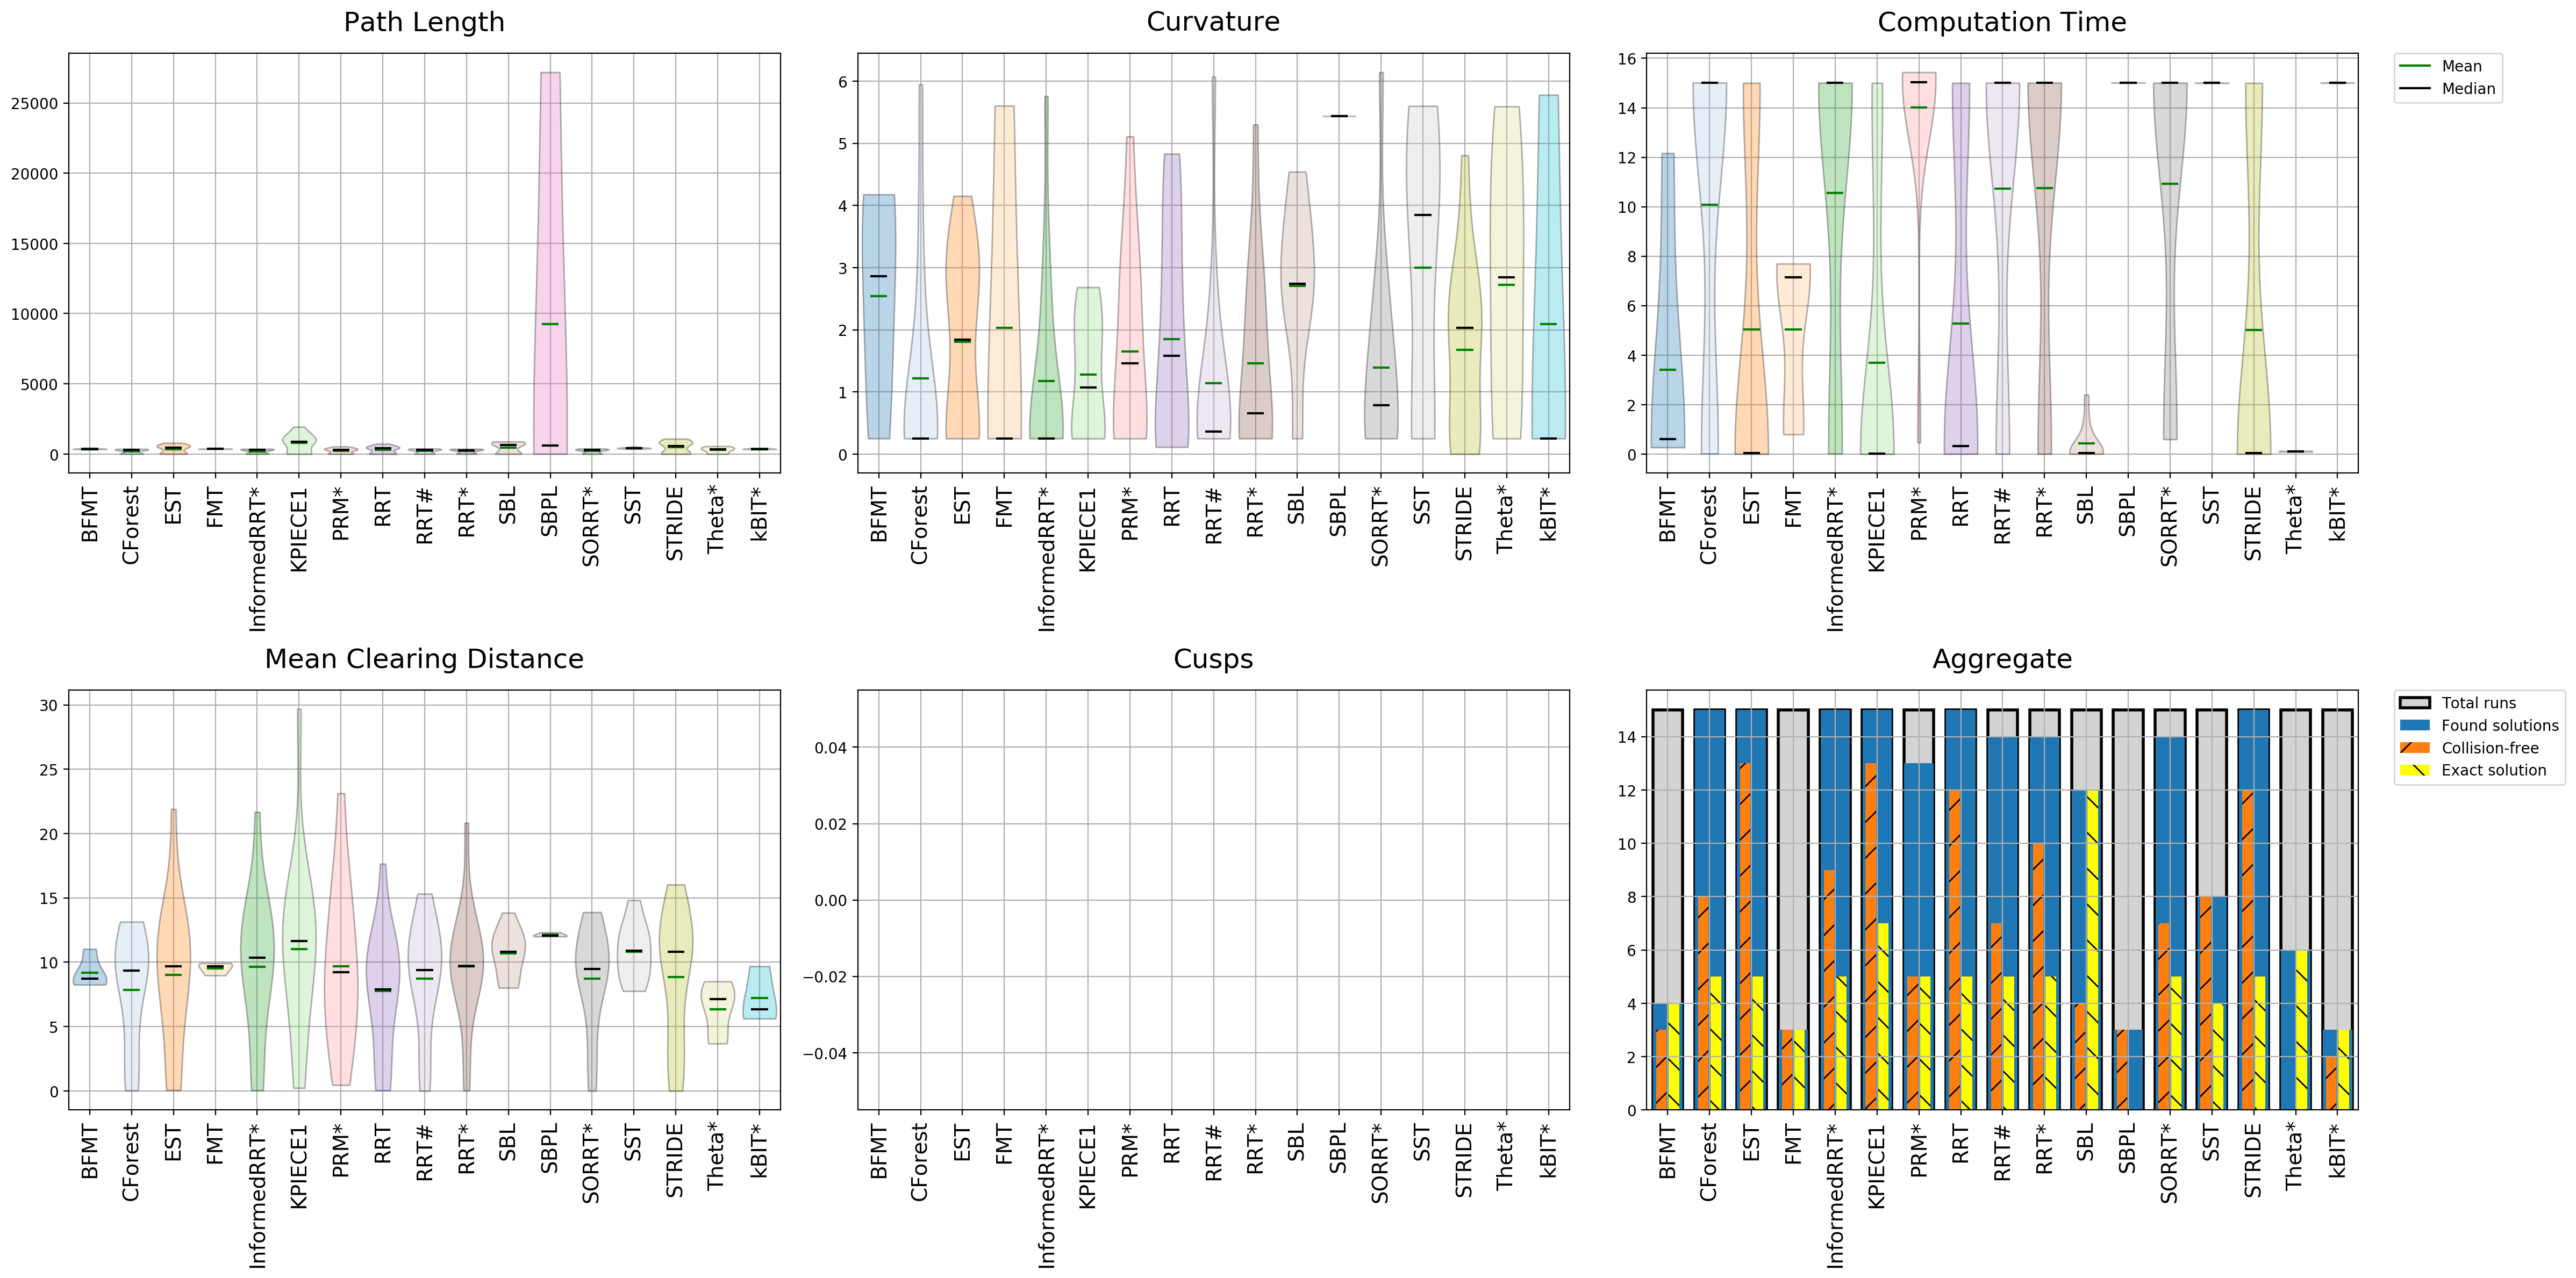 Path Length
25000
20000
15000
10000
5000
0
BFMT
CForest
EST
FMT
InformedRRT*
KPIECE1
PRM*
RRT
RRT#
RRT*
SBL
SBPL
SORRT*
SST
STRIDE
Theta*
kBIT*
Curvature
6
5
4
3
2
1
0
BFMT
CForest
EST
FMT
InformedRRT*
KPIECE1
PRM*
RRT
RRT#
RRT*
SBL
SBPL
SORRT*
SST
STRIDE
Theta*
kBIT*
Computation Time
16
14
12
10
8
6
4
2
0
BFMT
CForest
EST
FMT
InformedRRT*
KPIECE1
PRM*
RRT
RRT#
RRT*
SBL
SBPL
SORRT*
SST
STRIDE
Theta*
kBIT*
Mean
Median
Mean Clearing Distance
30
25
20
15
10
5
0
BFMT
CForest
EST
FMT
InformedRRT*
KPIECE1
PRM*
RRT
RRT#
RRT*
SBL
SBPL
SORRT*
SST
STRIDE
Theta*
kBIT*
Cusps
0.04
0.02
0.00
−0.02
−0.04
BFMT
CForest
EST
FMT
InformedRRT*
KPIECE1
PRM*
RRT
RRT#
RRT*
SBL
SBPL
SORRT*
SST
STRIDE
Theta*
kBIT*
Aggregate
14
12
10
8
6
4
2
0
BFMT
CForest
EST
FMT
InformedRRT*
KPIECE1
PRM*
RRT
RRT#
RRT*
SBL
SBPL
SORRT*
SST
STRIDE
Theta*
kBIT*
Total runs
Found solutions
Collision-free
Exact solution